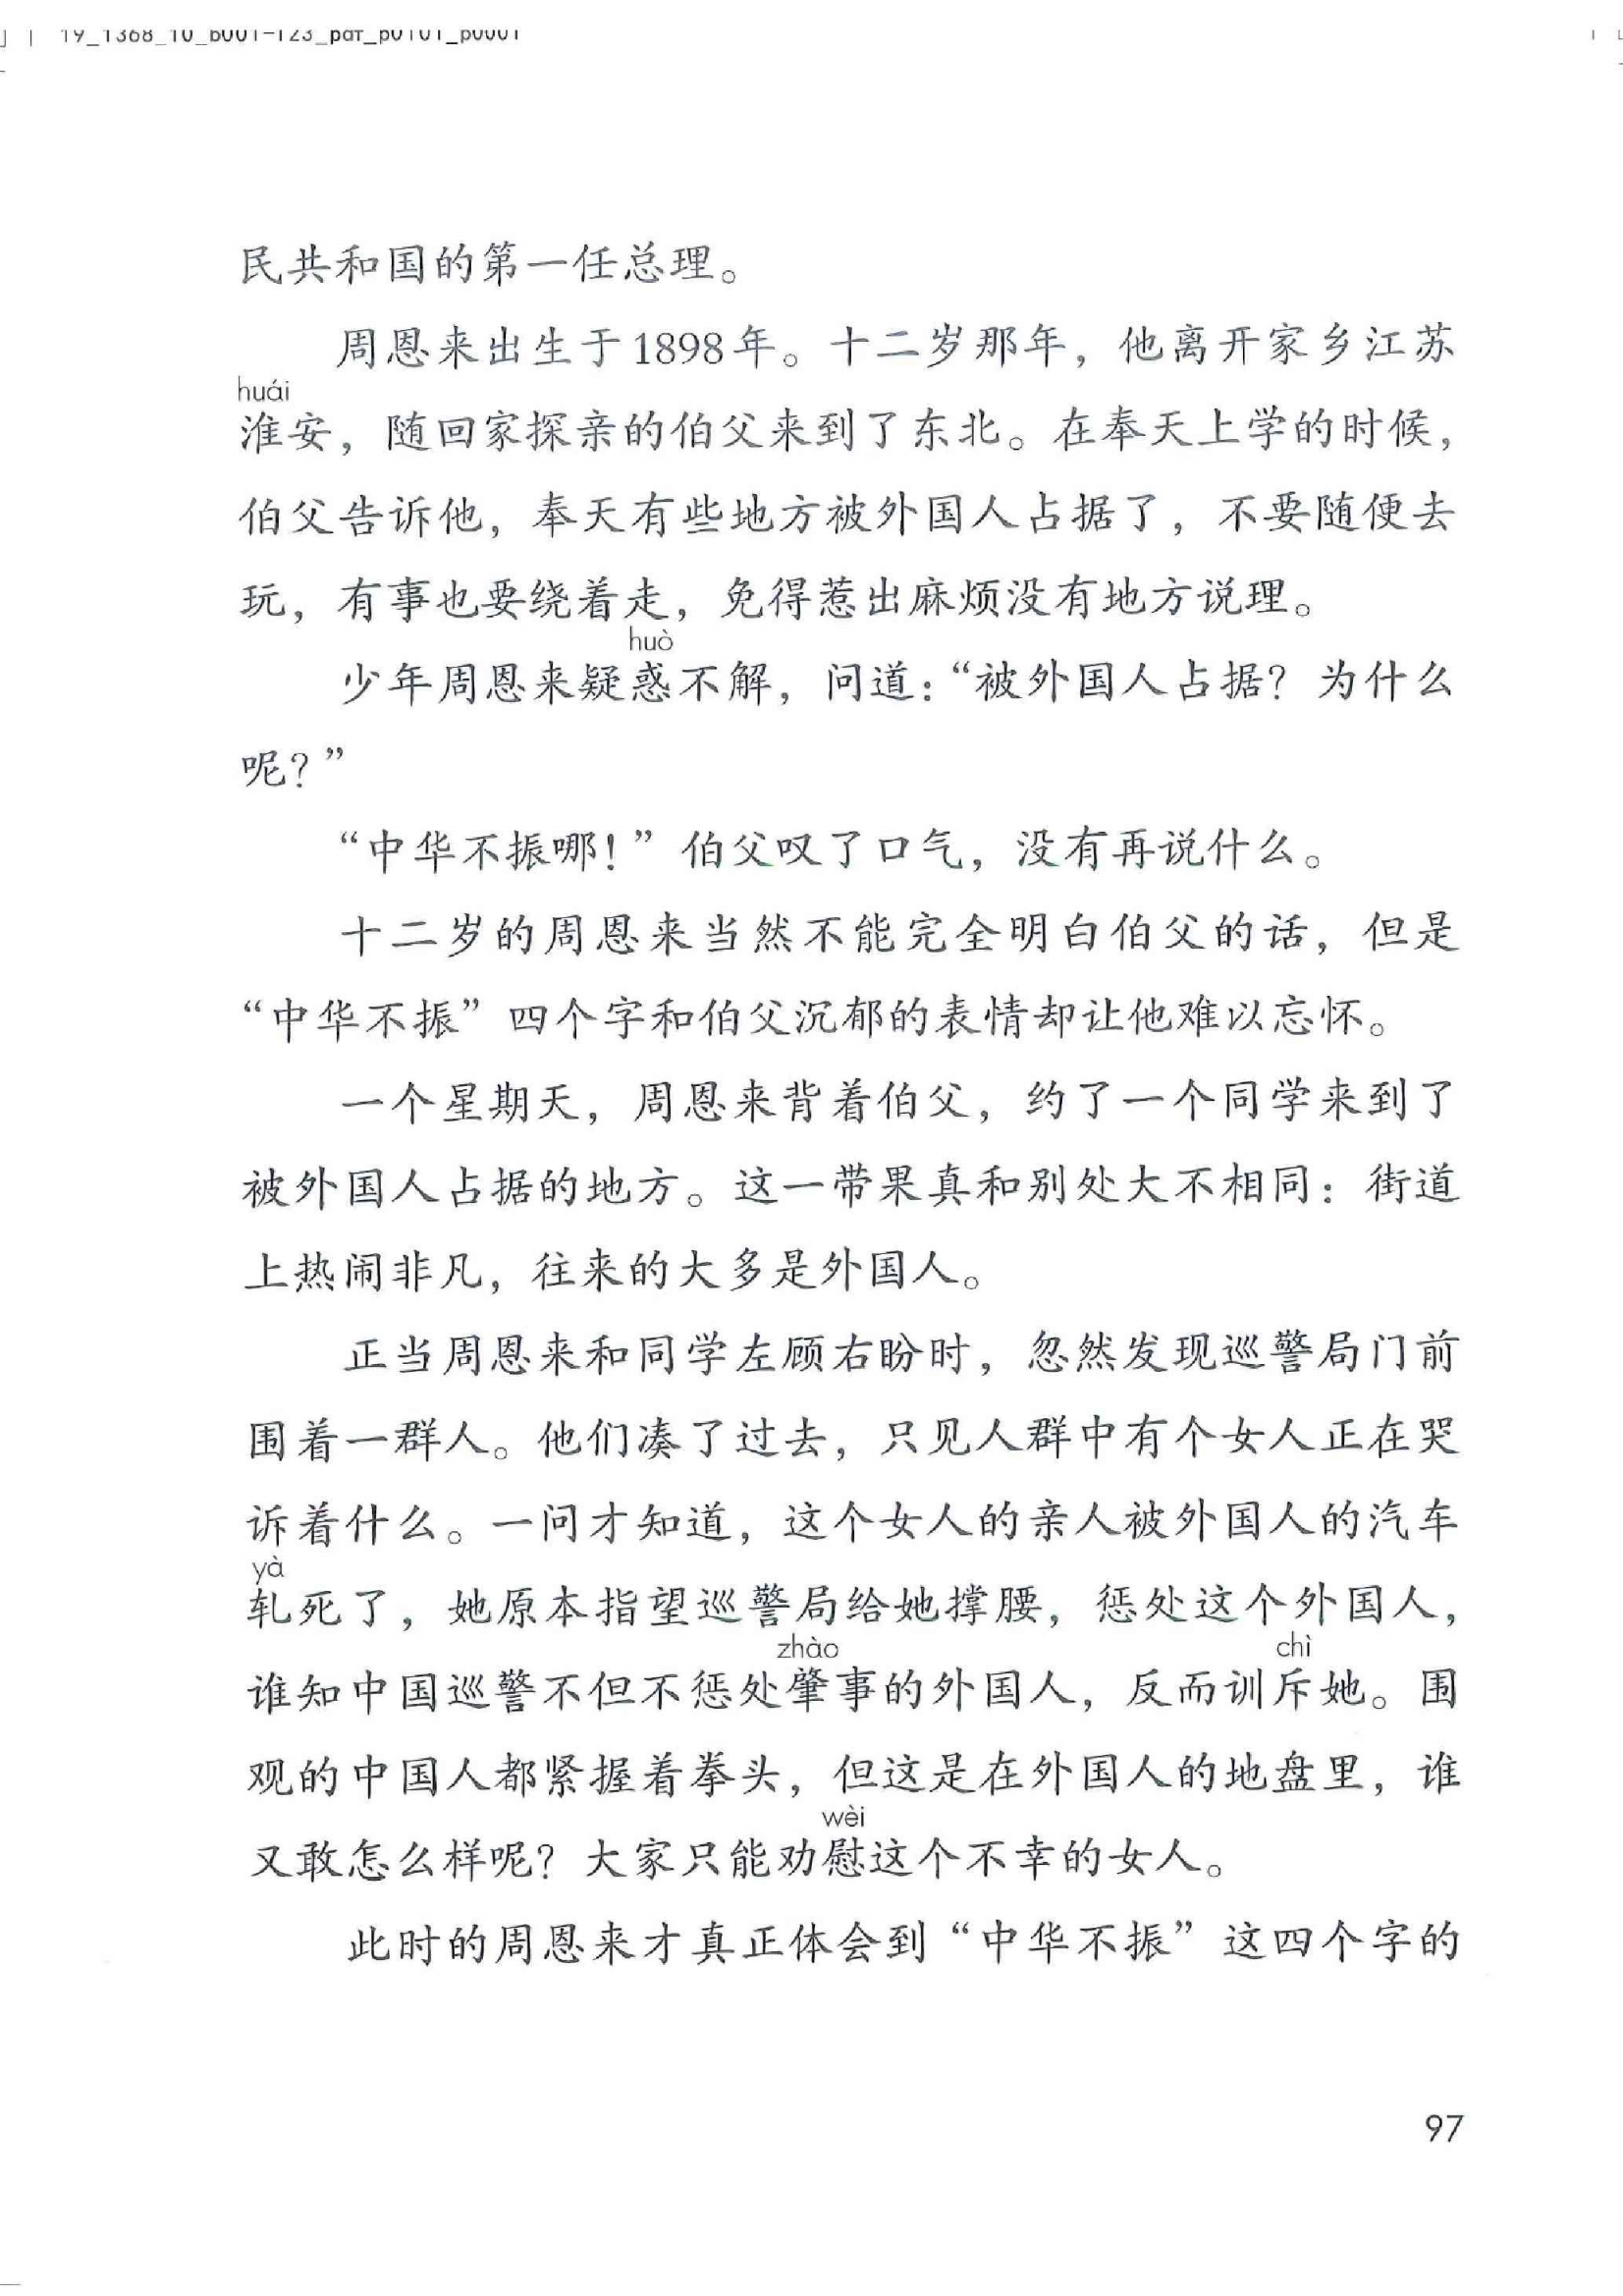 民共和国的第一任总理。
周恩来出生于1898年。十二岁那年，他离开家乡江苏
huái
淮安，随回家探亲的伯父来到了东北。在奉天上学的时候，
伯父告诉他，奉天有些地方被外国人占据了，不要随便去
玩，有事也要绕着走，免得惹出麻烦没有地方说理。
huò
少年周恩来疑惑不解，问道：“被外国人占据？为什么
呢？”
“中华不振哪！”伯父叹了口气，没有再说什么。
十二岁的周恩来当然不能完全明白伯父的话，但是
“中华不振”四个字和伯父沉郁的表情却让他难以忘怀。
一个星期天，周恩来背着伯父，约了一个同学来到了
被外国人占据的地方。这一带果真和别处大不相同：街道
上热闹非凡，往来的大多是外国人。
正当周恩来和同学左顾右盼时，忽然发现巡警局门前
围着一群人。他们凑了过去，只见人群中有个女人正在哭
诉着什么。一问才知道，这个女人的亲人被外国人的汽车
yà
轧死了，她原本指望巡警局给她撑腰，惩处这个外国人，
zhào chì
谁知中国巡警不但不惩处肇事的外国人，反而训斥她。围
观的中国人都紧握着拳头，但这是在外国人的地盘里，谁
wèi
又敢怎么样呢？大家只能劝慰这个不幸的女人。
此时的周恩来才真正体会到“中华不振”这四个字的
97